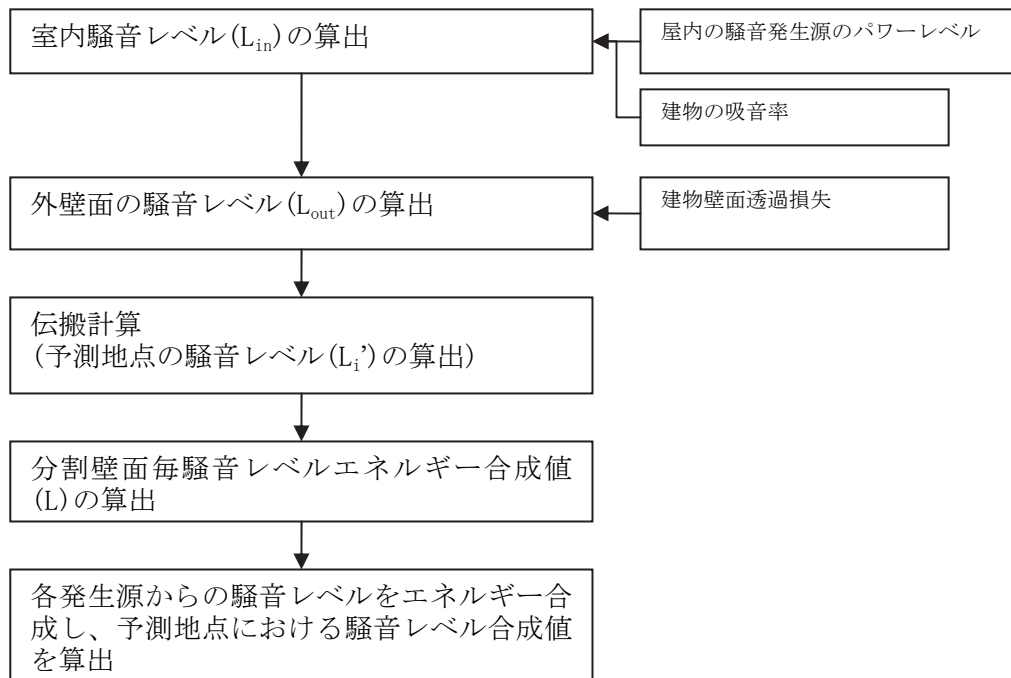 室内騒音レベル(Lin)の算出
屋内の騒音発生源のパワーレベル
建物の吸音率
外壁面の騒音レベル(Lout)の算出
建物壁面透過損失
伝搬計算
(予測地点の騒音レベル(Li’)の算出)
分割壁面毎騒音レベルエネルギー合成値
(L)の算出
各発生源からの騒音レベルをエネルギー合
成し、予測地点における騒音レベル合成値
を算出